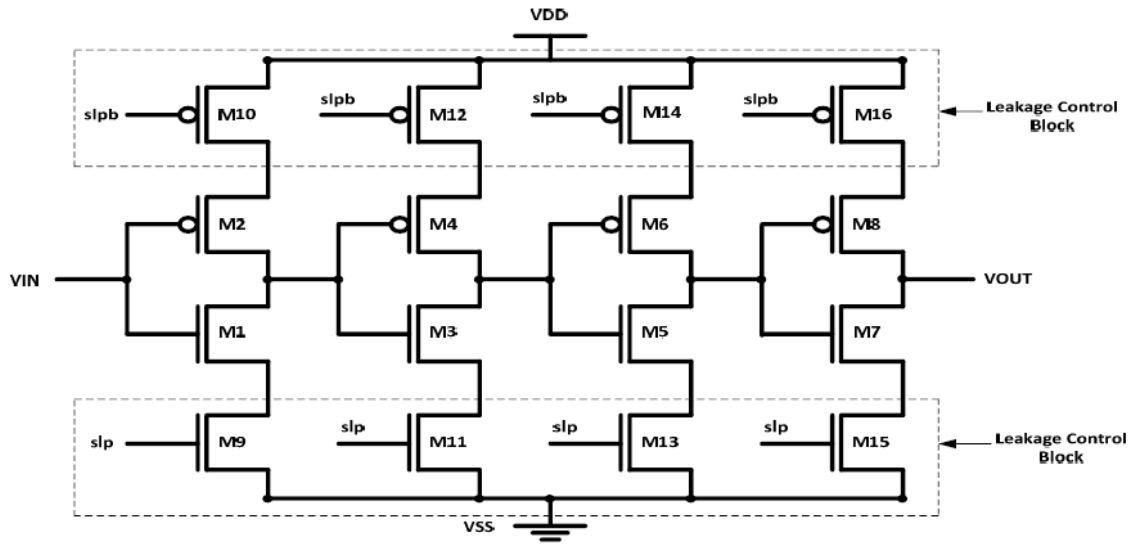 VDD
slpb
M10
slpb
M12
slpb
M14
slpb
M16
Leakage Control
Block
M2
M4
M6
M8
VIN
VOUT
M1
M3
M5
M7
slp
M9
slp
M11
slp
M13
slp
M15
Leakage Control
Block
VSS